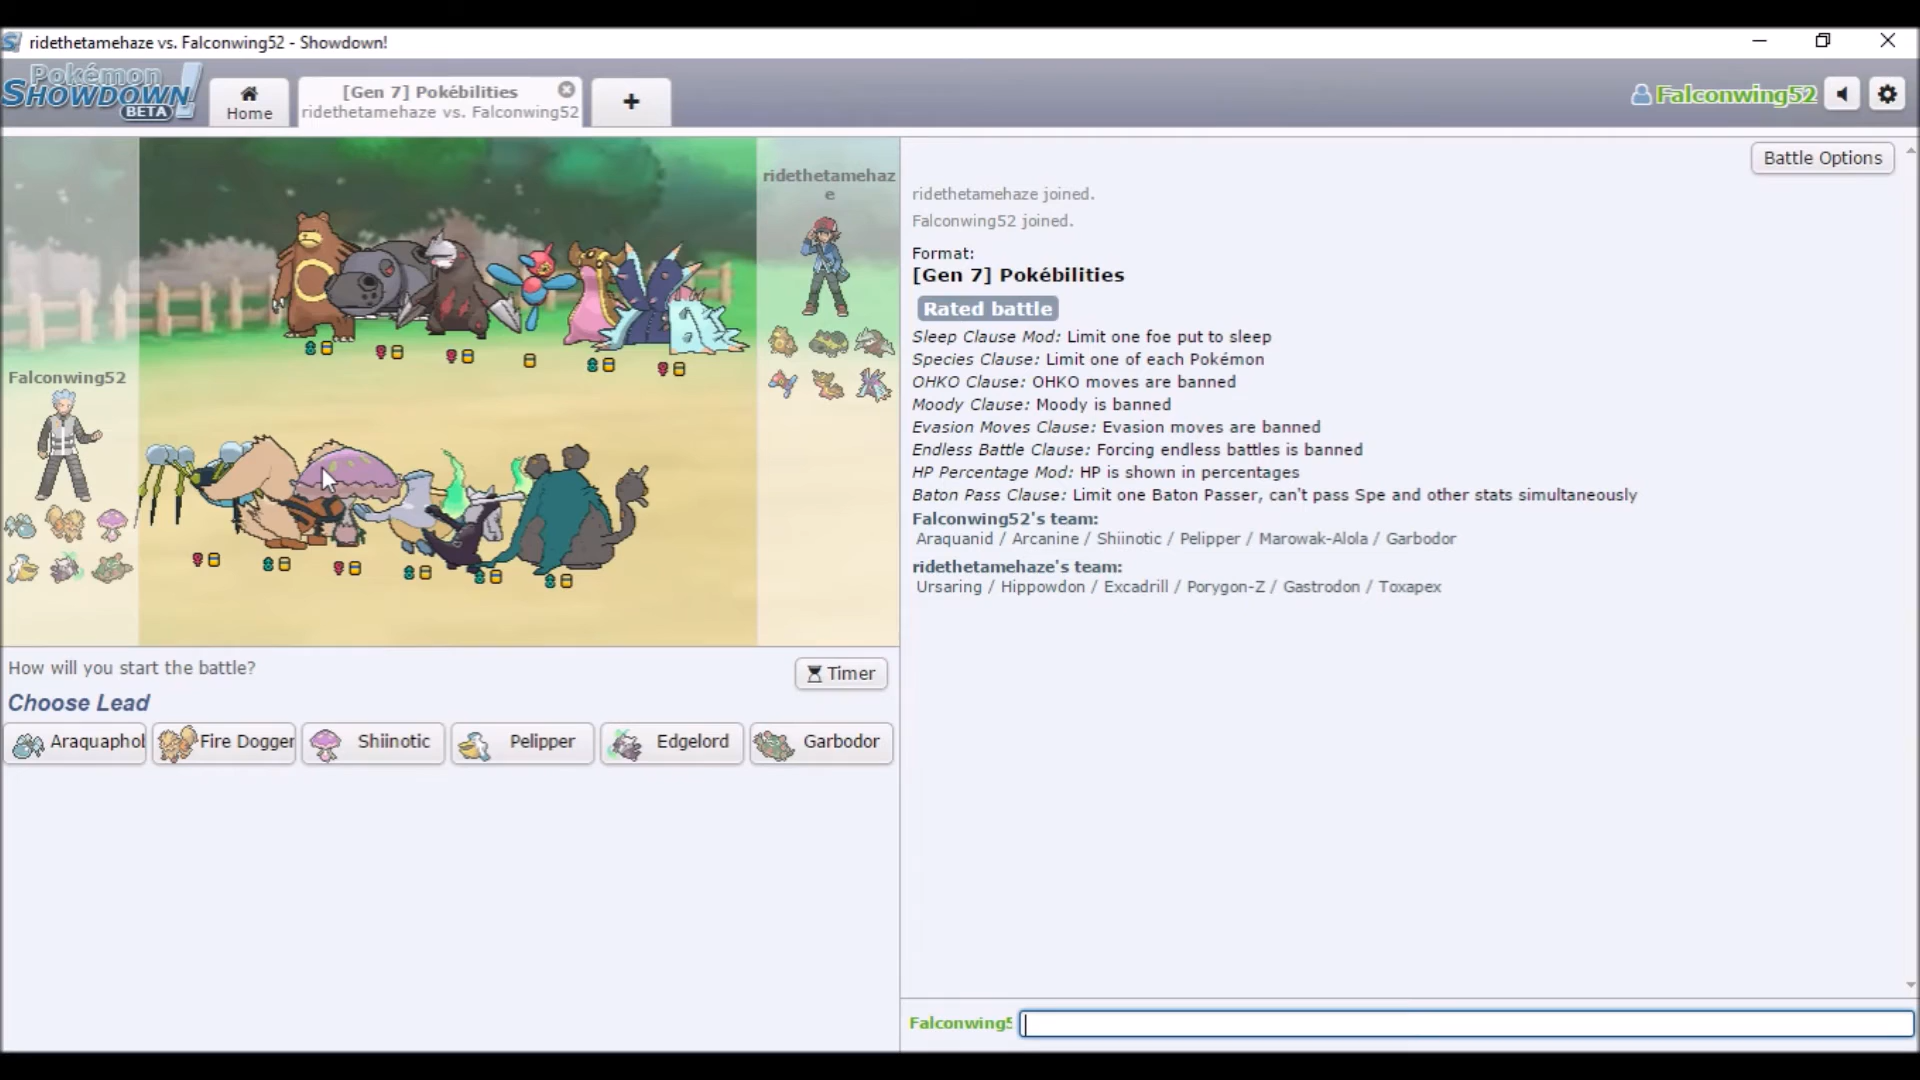 ridethetamehaze vs. Falconwing52 - Showdown!
Pokémon
SHOWDOWN!
BETA
Home
[Gen 7] Pokébilities
ridethetamehaze vs. Falconwing52
+
Falconwing52
ridethetamehaz
e
Falconwing52
Battle Options
ridethetamehaze joined.
Falconwing52 joined.
Format:
[Gen 7] Pokébilities
Rated battle
Sleep Clause Mod: Limit one foe put to sleep
Species Clause: Limit one of each Pokémon
OHKO Clause: OHKO moves are banned
Moody Clause: Moody is banned
Evasion Moves Clause: Evasion moves are banned
Endless Battle Clause: Forcing endless battles is banned
HP Percentage Mod: HP is shown in percentages
Baton Pass Clause: Limit one Baton Passer, can't pass Spe and other stats simultaneously
Falconwing52's team:
Araquanid / Arcanine / Shiinotic / Pelipper / Marowak-Alola / Garbodor
ridethetamehaze's team:
Ursaring / Hippowdon / Excadrill / Porygon-Z / Gastrodon / Toxapex
How will you start the battle?
Timer
Choose Lead
Araquaphol
Fire Dogger
Shiinotic
Pelipper
Edgelord
Garbodor
Falconwing5